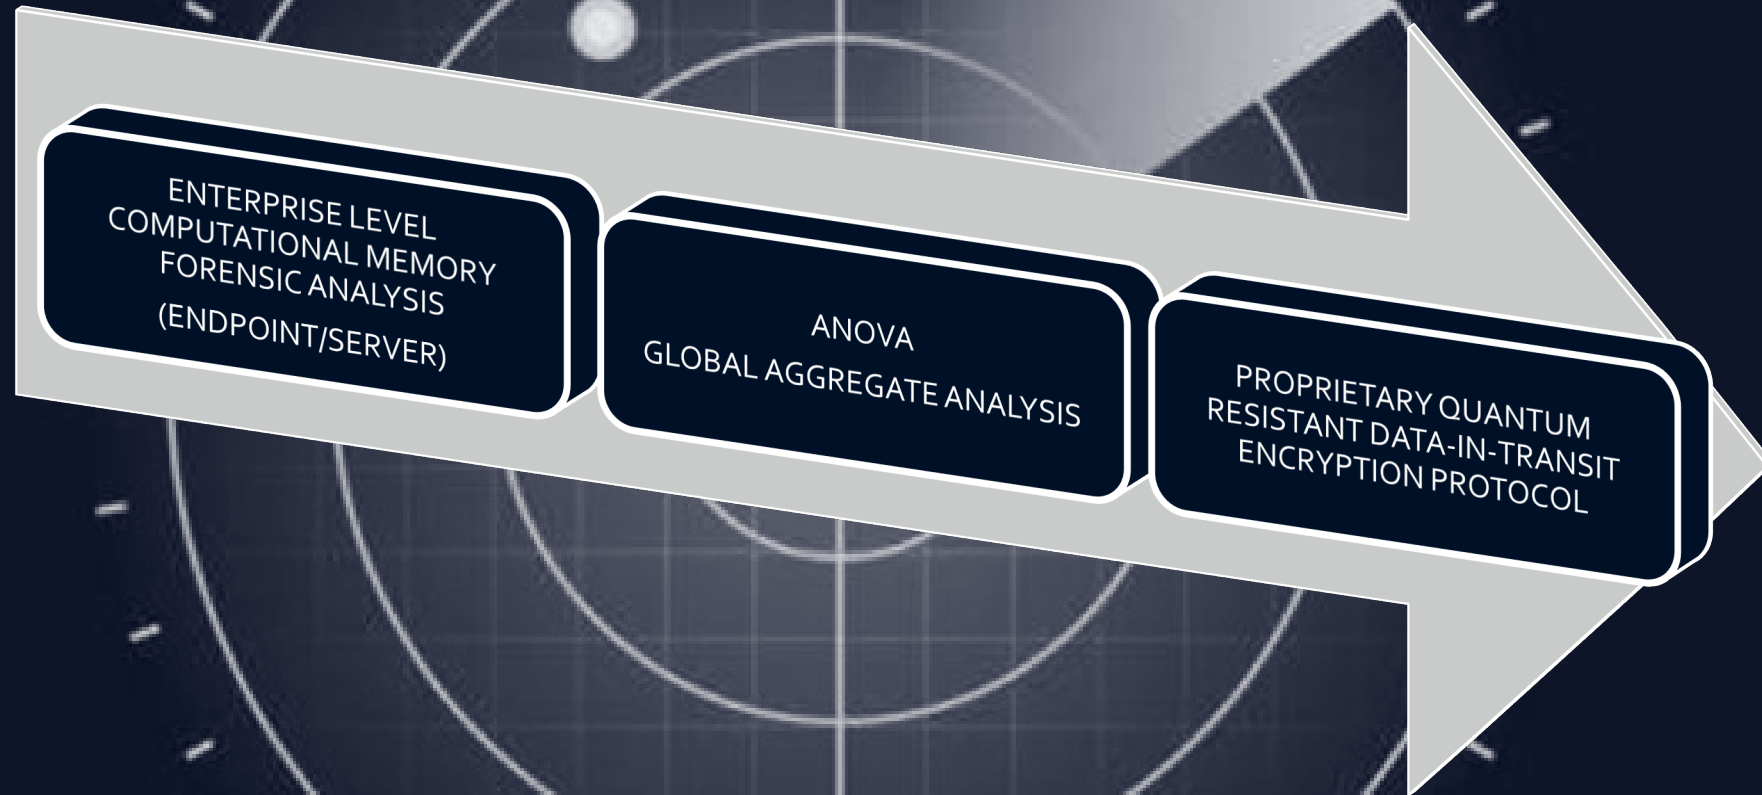 ENTERPRISE LEVEL
COMPUTATIONAL MEMORY
FORENSIC ANALYSIS
(ENDPOINT/SERVER)
ANOVA
GLOBAL AGGREGATE ANALYSIS
PROPRIETARY QUANTUM
RESISTANT DATA-IN-TRANSIT
ENCRYPTION PROTOCOL